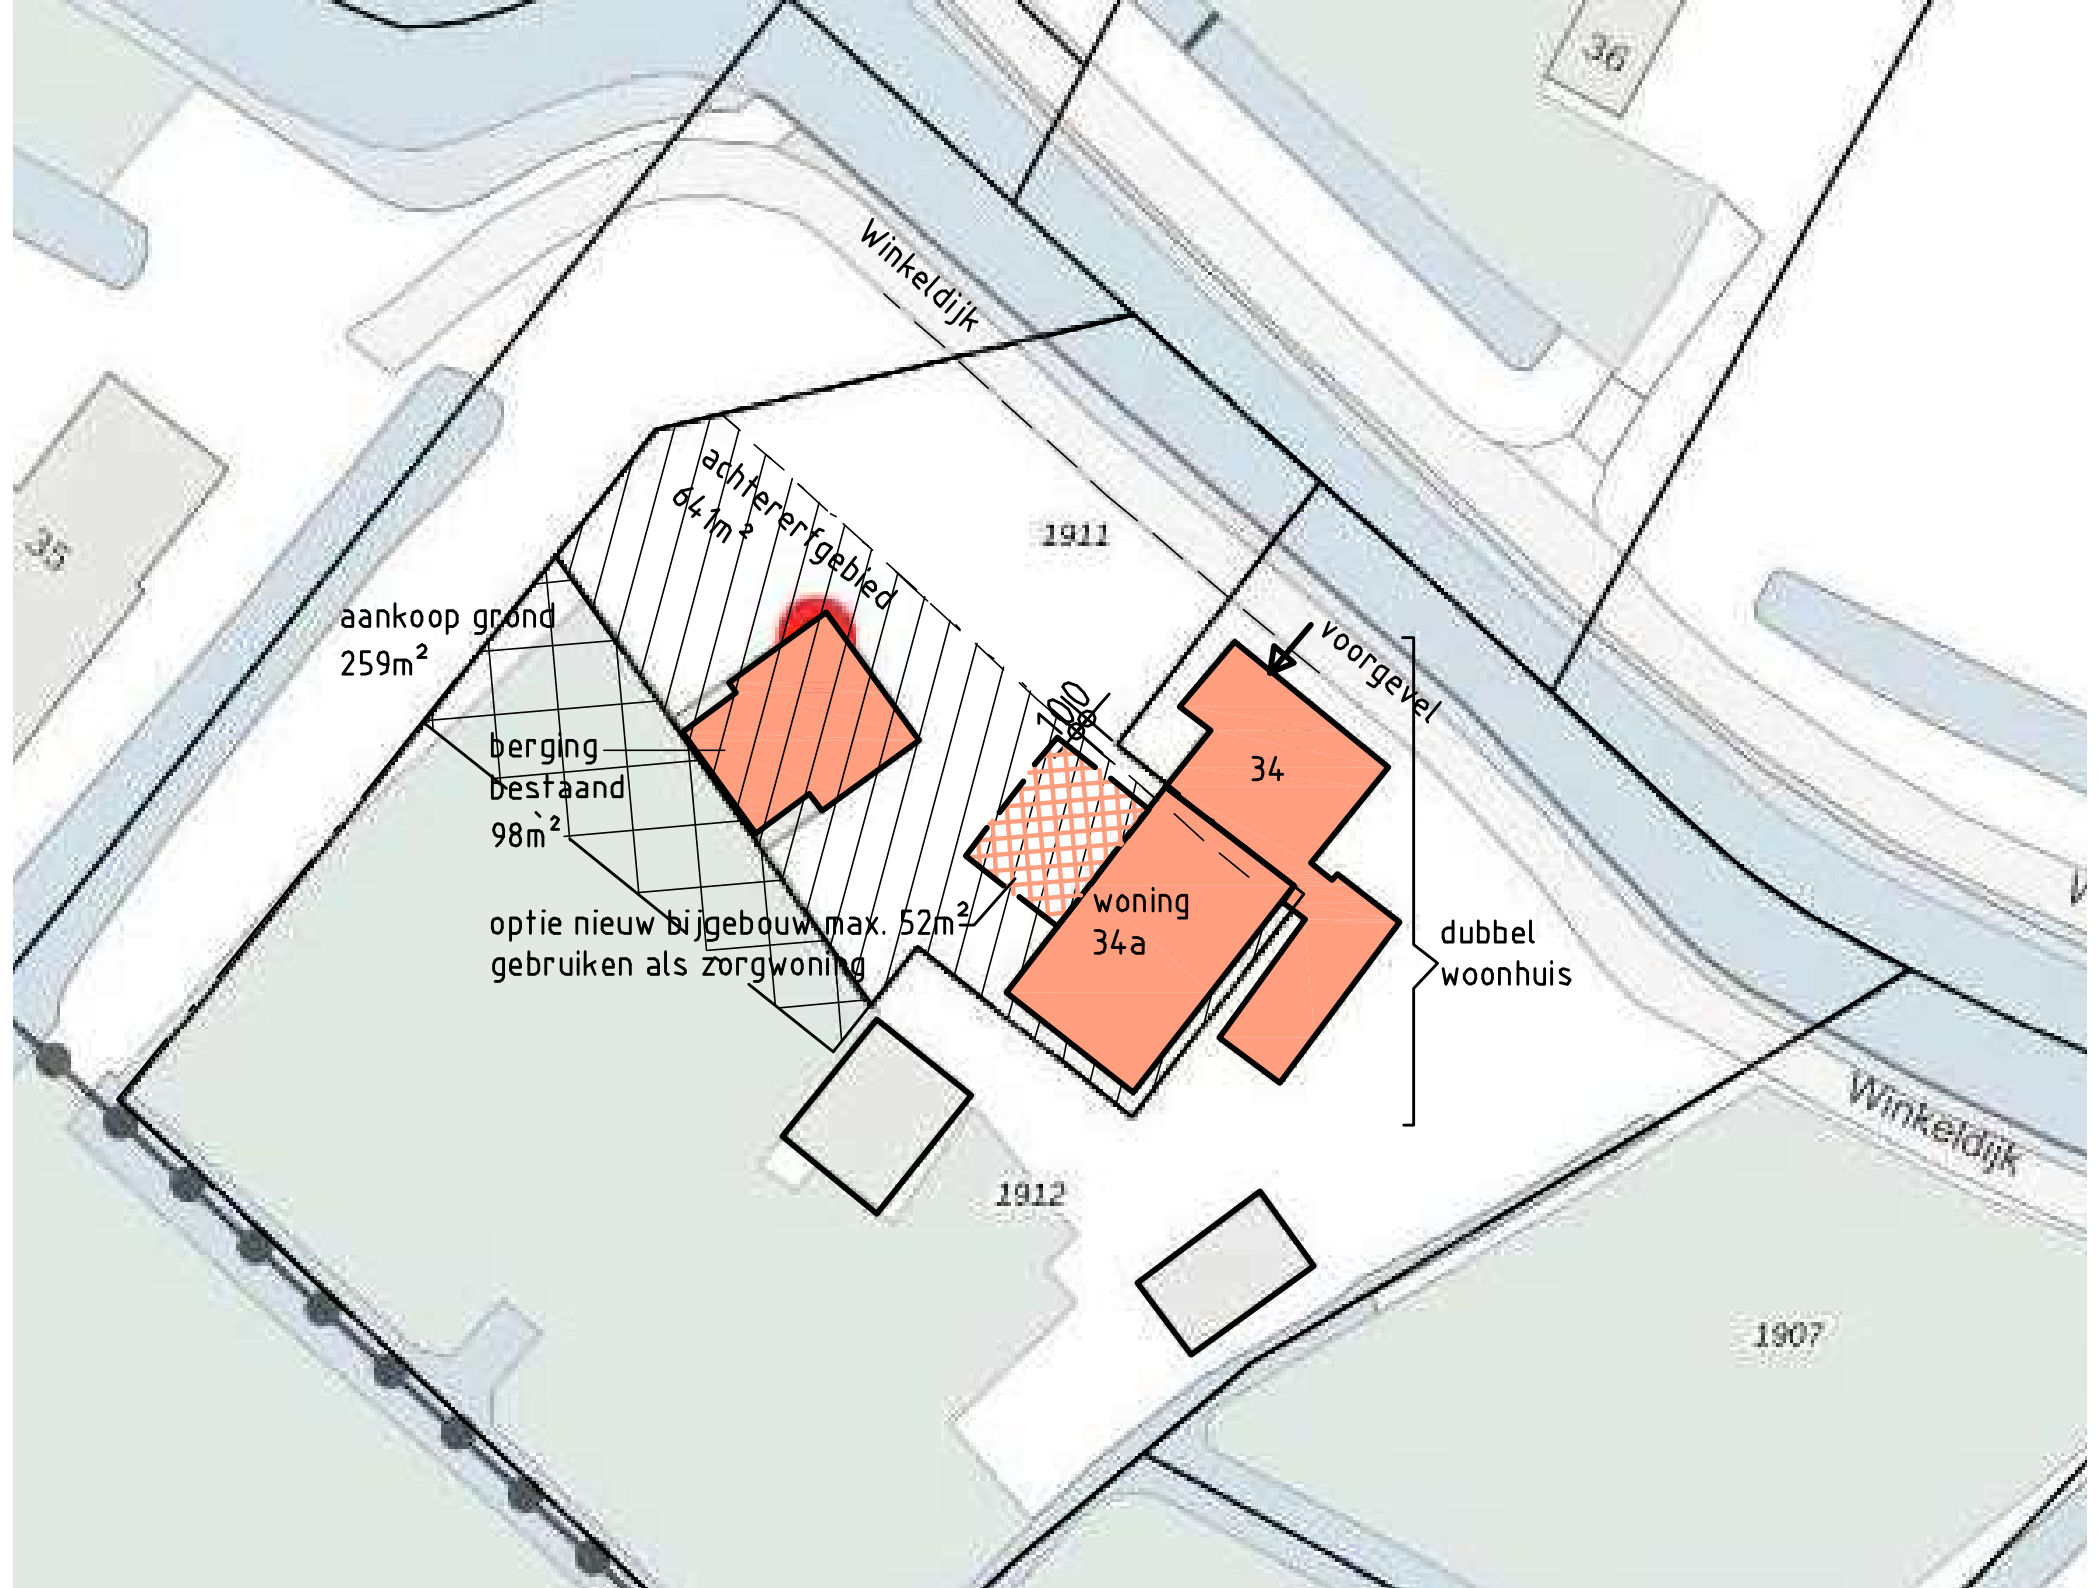 36
Winkeldijk
achtererfgebied
641m²
1911
35
aankoop grond
259m²
voorgevel
100
berging
bestaand
98m²
34
optie nieuw bijgebouw max. 52m²
gebruiken als zorgwoning
woning
34a
dubbel
woonhuis
W
Winkeldijk
1912
1907